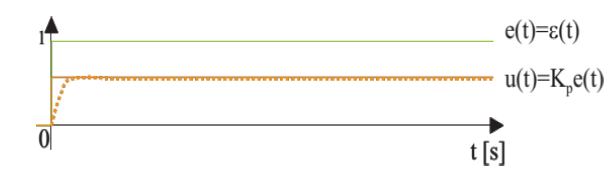 1
e(t)=ε(t)
u(t)=Kₚe(t)
0
t [s]